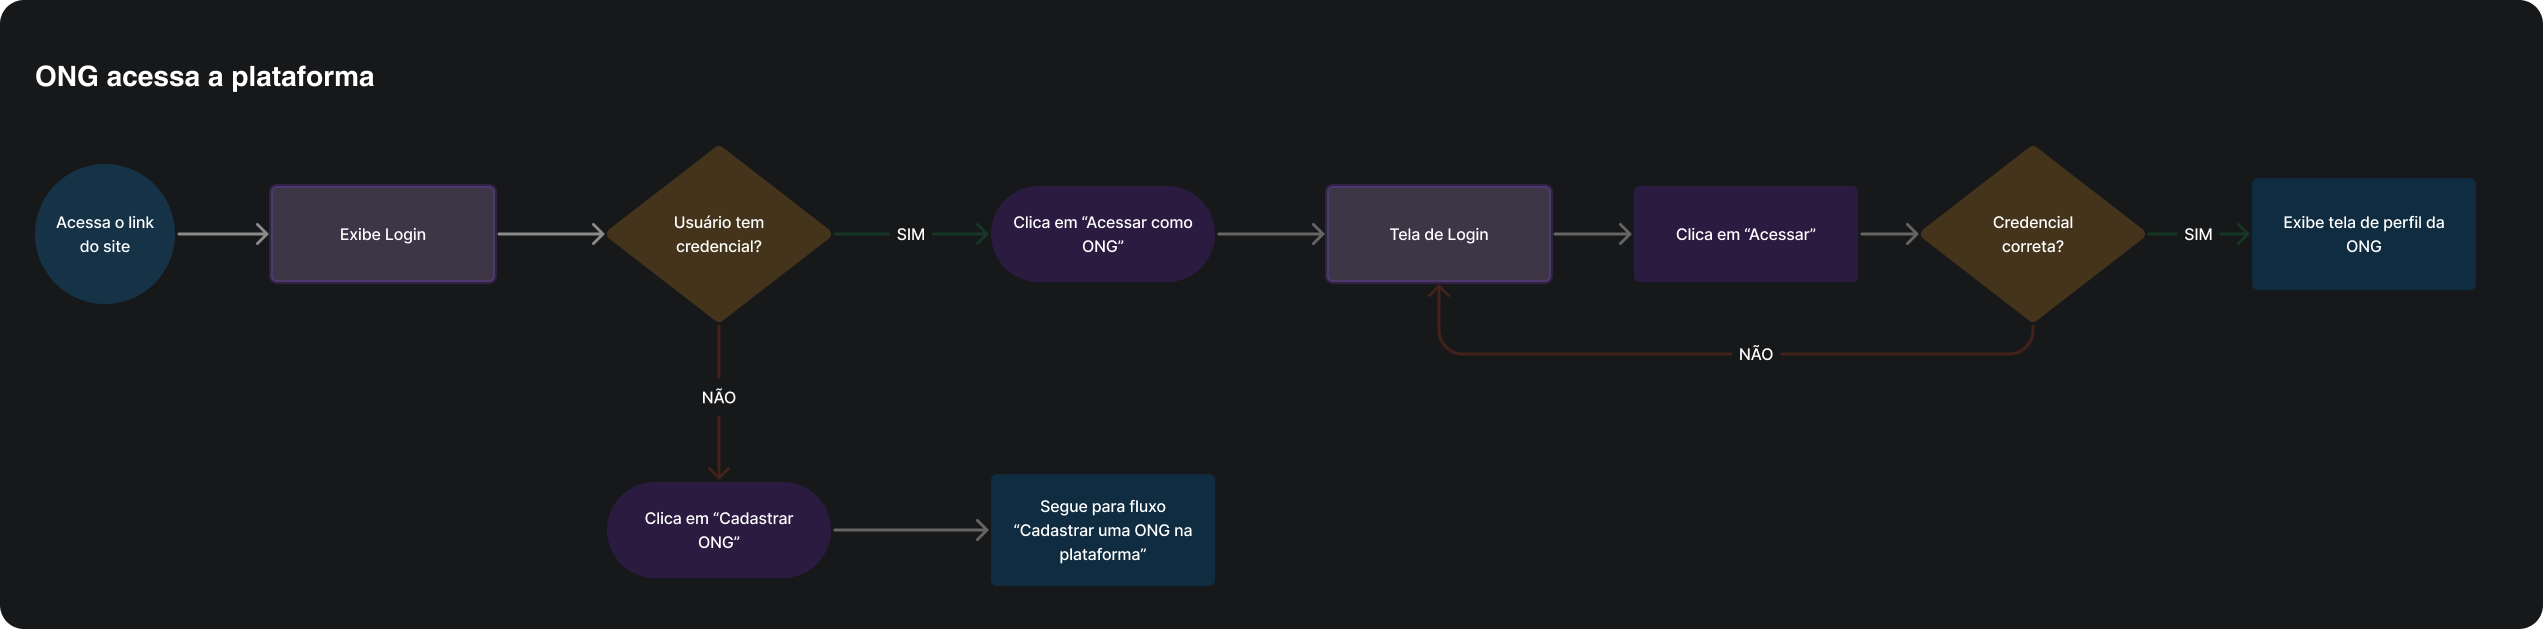 ONG acessa a plataforma
Acessa o link
do site
Exibe Login
Usuário tem
credencial?
SIM
Clica em “Acessar como
ONG”
Tela de Login
Clica em “Acessar”
Credencial
correta?
SIM
Exibe tela de perfil da
ONG
NÃO
NÃO
Clica em “Cadastrar
ONG”
Segue para fluxo
“Cadastrar uma ONG na
plataforma”